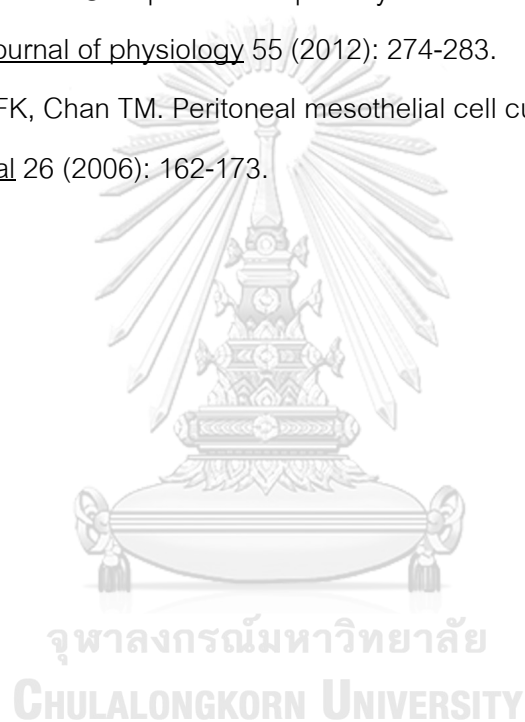 ournal of physiology 55 (2012): 274-283.
FK, Chan TM. Peritoneal mesothelial cell cu
al 26 (2006): 162-173.
จุฬาลงกรณ์มหาวิทยาลัย
CHULALONGKORN UNIVERSITY